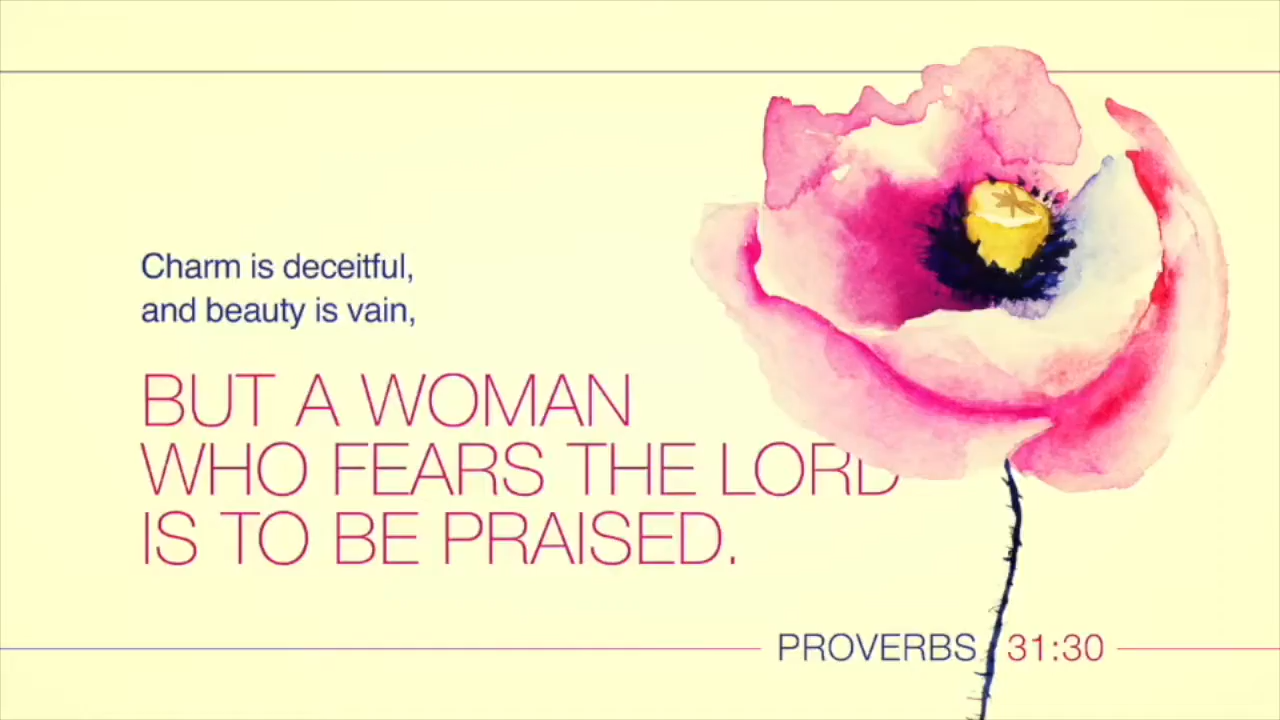 Charm is deceitful,
and beauty is vain,
BUT A WOMAN
WHO FEARS THE LORD
IS TO BE PRAISED.
PROVERBS 31:30